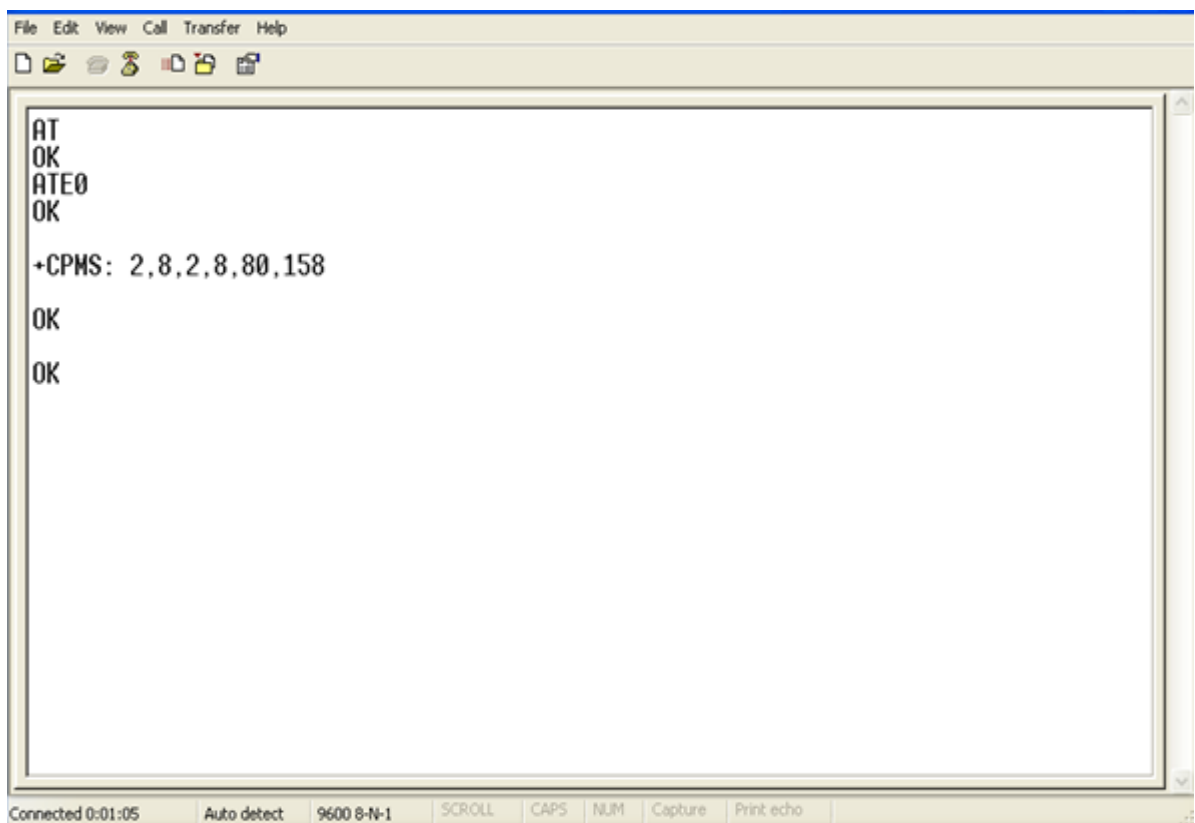 File Edit View Call Transfer Help
AT
OK
ATE0
OK
+CPMS: 2,8,2,8,80,158
OK
OK
Connected 0:01:05 Auto detect 9600 8-N-1 SCROLL CAPS NUM Capture Print echo